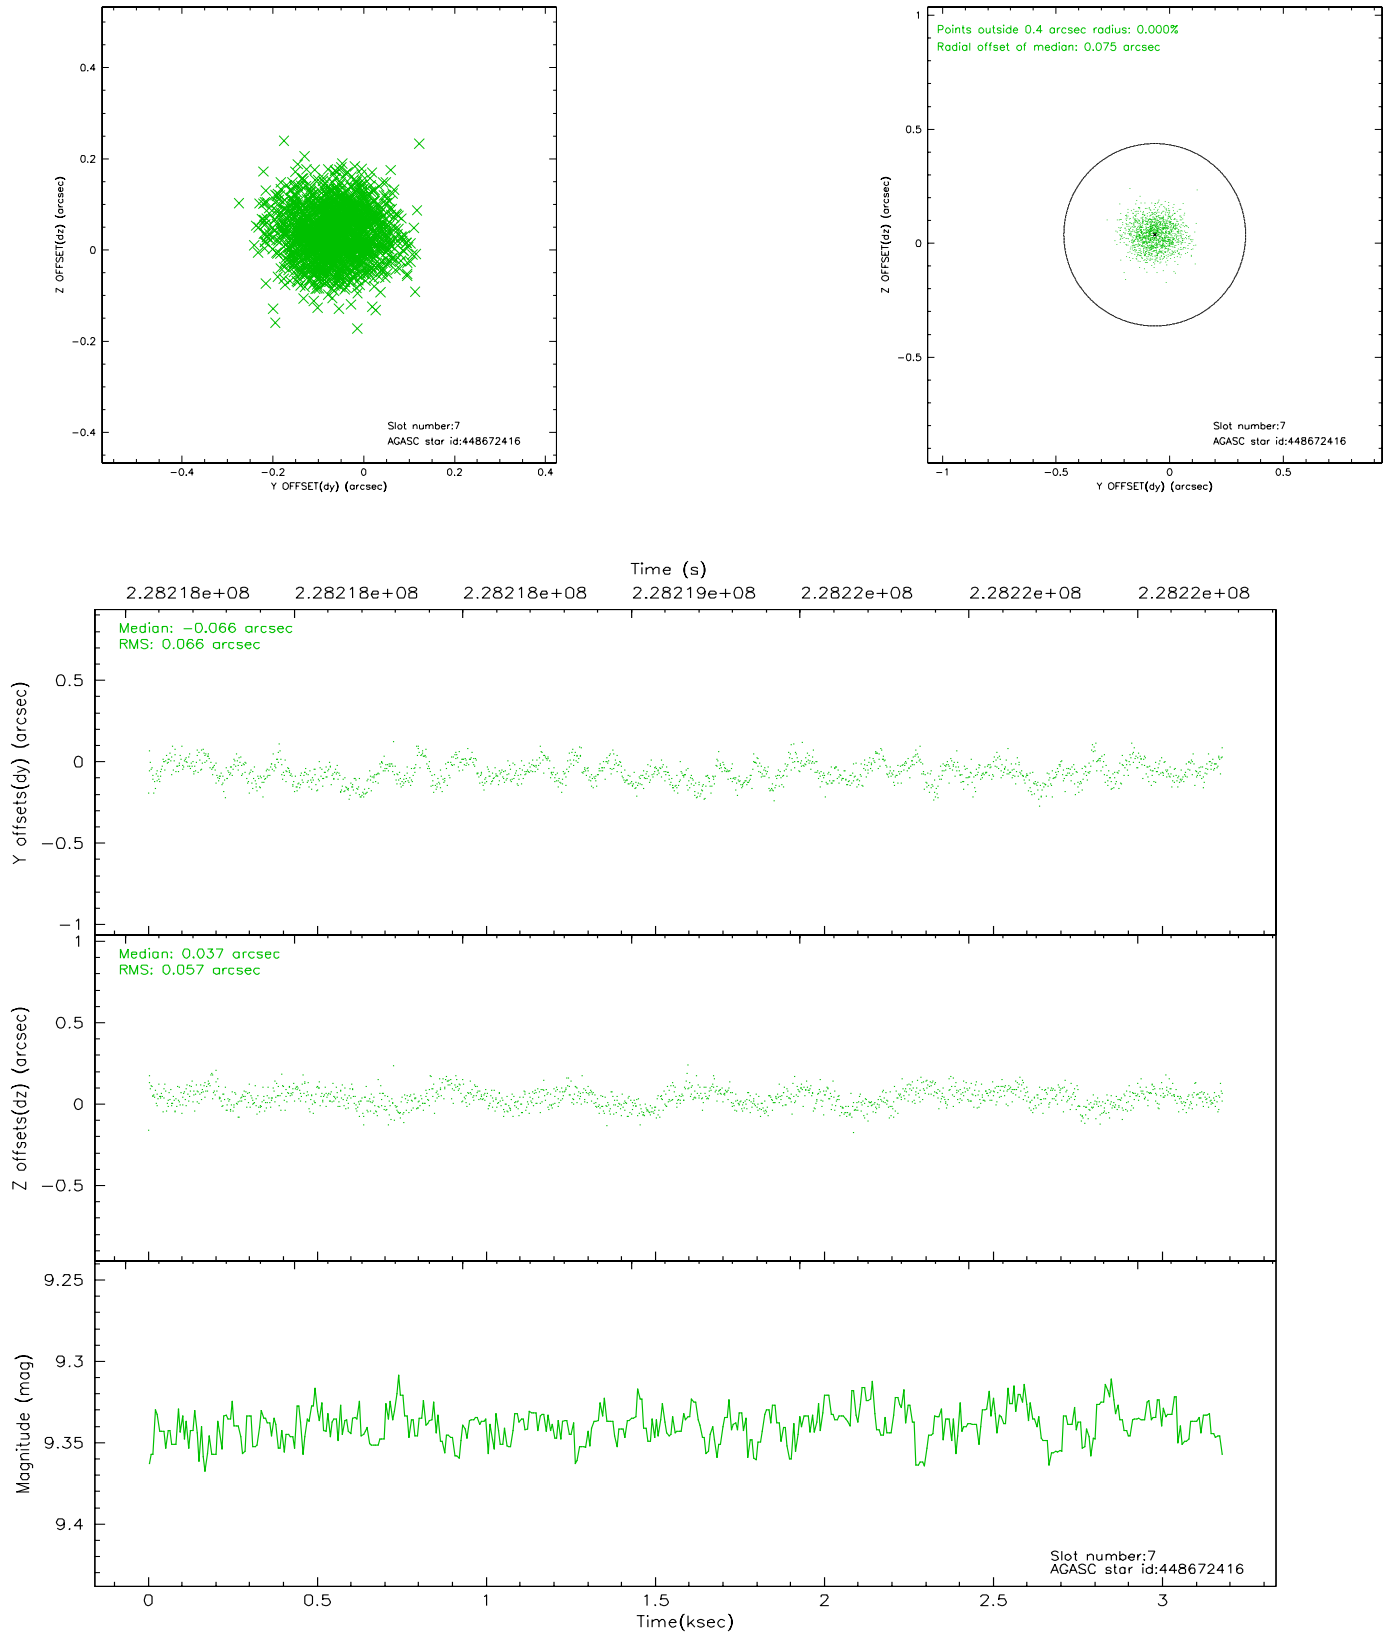 0.4
0.2
0
−0.2
−0.4
Z OFFSET(dz) (arcsec)
Slot number:7
AGASC star id:448672416
−0.4 −0.2 0 0.2 0.4
Y OFFSET(dy) (arcsec)
Points outside 0.4 arcsec radius: 0.000%
Radial offset of median: 0.075 arcsec
1
0.5
0
−0.5
Z OFFSET(dz) (arcsec)
Slot number:7
AGASC star id:448672416
−1 −0.5 0 0.5
Y OFFSET(dy) (arcsec)
Time (s)
2.28218e+08 2.28218e+08 2.28218e+08 2.28219e+08 2.2822e+08 2.2822e+08 2.2822e+08
Median: −0.066 arcsec
RMS: 0.066 arcsec
0.5
0
−0.5
−1
Y offsets(dy) (arcsec)
Median: 0.037 arcsec
RMS: 0.057 arcsec
1
0.5
0
−0.5
Z offsets(dz) (arcsec)
9.25
9.3
9.35
9.4
Magnitude (mag)
Slot number:7
AGASC star id:448672416
0 0.5 1 1.5 2 2.5 3
Time(ksec)